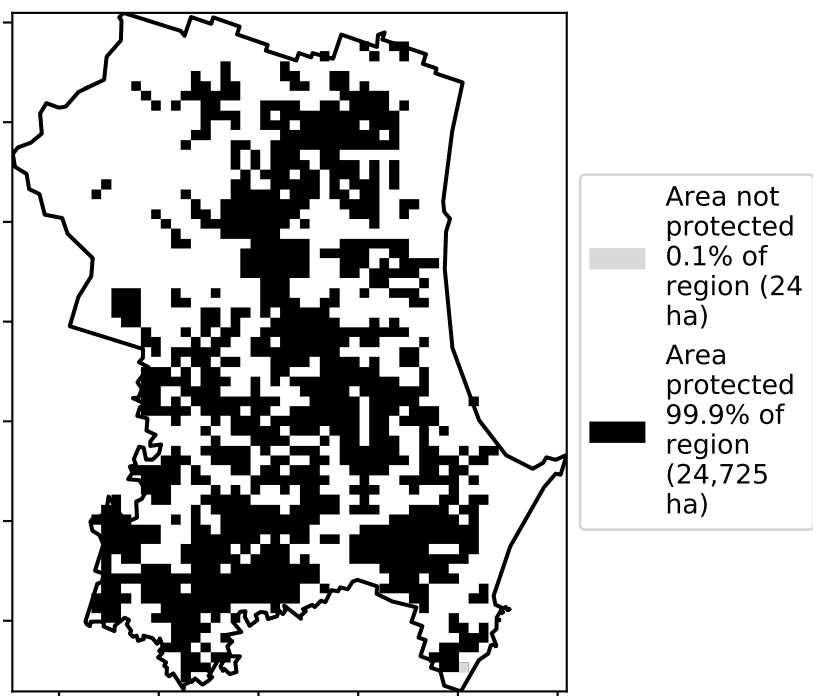 Area not
protected
0.1% of
region (24
ha)
Area
protected
99.9% of
region
(24,725
ha)